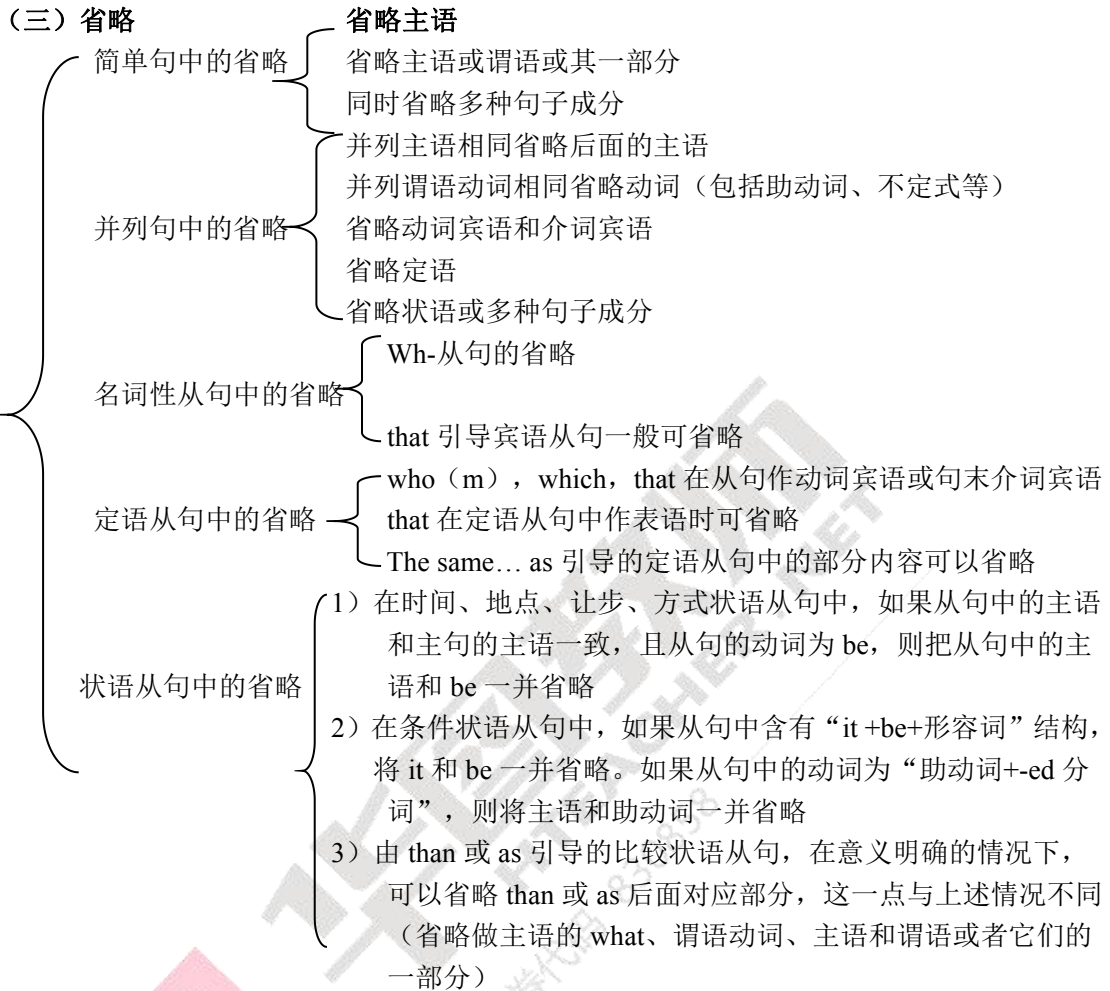 （三）省略
省略主语
简单句中的省略
省略主语或谓语或其一部分
同时省略多种句子成分
并列主语相同省略后面的主语
并列谓语动词相同省略动词（包括助动词、不定式等）
并列句中的省略
省略动词宾语和介词宾语
省略定语
省略状语或多种句子成分
Wh-从句的省略
名词性从句中的省略
that 引导宾语从句一般可省略
who（m），which，that 在从句作动词宾语或句末介词宾语
定语从句中的省略
that 在定语从句中作表语时可省略
The same… as 引导的定语从句中的部分内容可以省略
1）在时间、地点、让步、方式状语从句中，如果从句中的主语
和主句的主语一致，且从句的动词为 be，则把从句中的主
状语从句中的省略
语和 be 一并省略
2）在条件状语从句中，如果从句中含有“it +be+形容词”结构，
将 it 和 be 一并省略。如果从句中的动词为“助动词+-ed 分
词”，则将主语和助动词一并省略
3）由 than 或 as 引导的比较状语从句，在意义明确的情况下，
可以省略 than 或 as 后面对应部分，这一点与上述情况不同
（省略做主语的 what、谓语动词、主语和谓语或者它们的
一部分）
华图教师
HTEACHER.NET